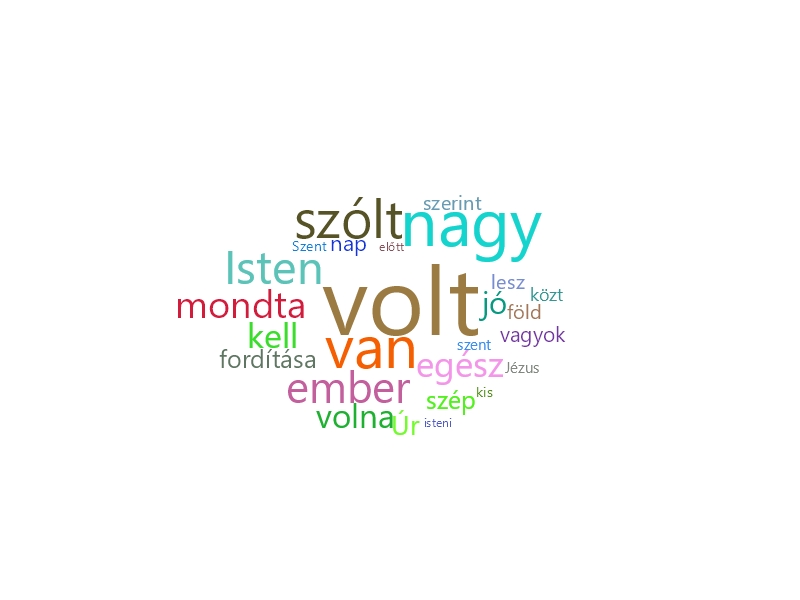 szerint
szólt nagy
Szent nap előtt
Isten
volt
lesz
közt
mondta
jó
föld
kell
van
vagyok
szent
fordítása
egész
Jézus
ember
szép
kis
volna
Úr
isteni